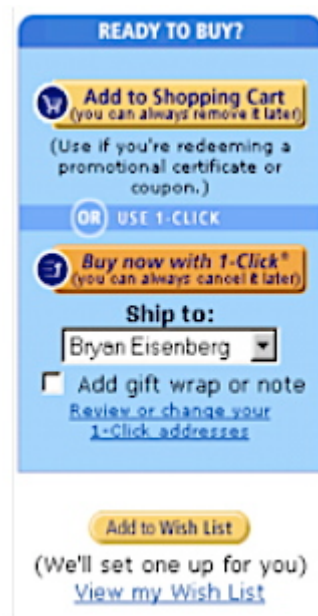 READY TO BUY?
Add to Shopping Cart
(you can always remove it later)
(Use if you're redeeming a
promotional certificate or
coupon.)
OR USE 1-CLICK
Buy now with 1-Click®
(you can always cancel it later)
Ship to:
Bryan Eisenberg
Add gift wrap or note
Review or change your
1-Click addresses
Add to Wish List
(We'll set one up for you)
View my Wish List